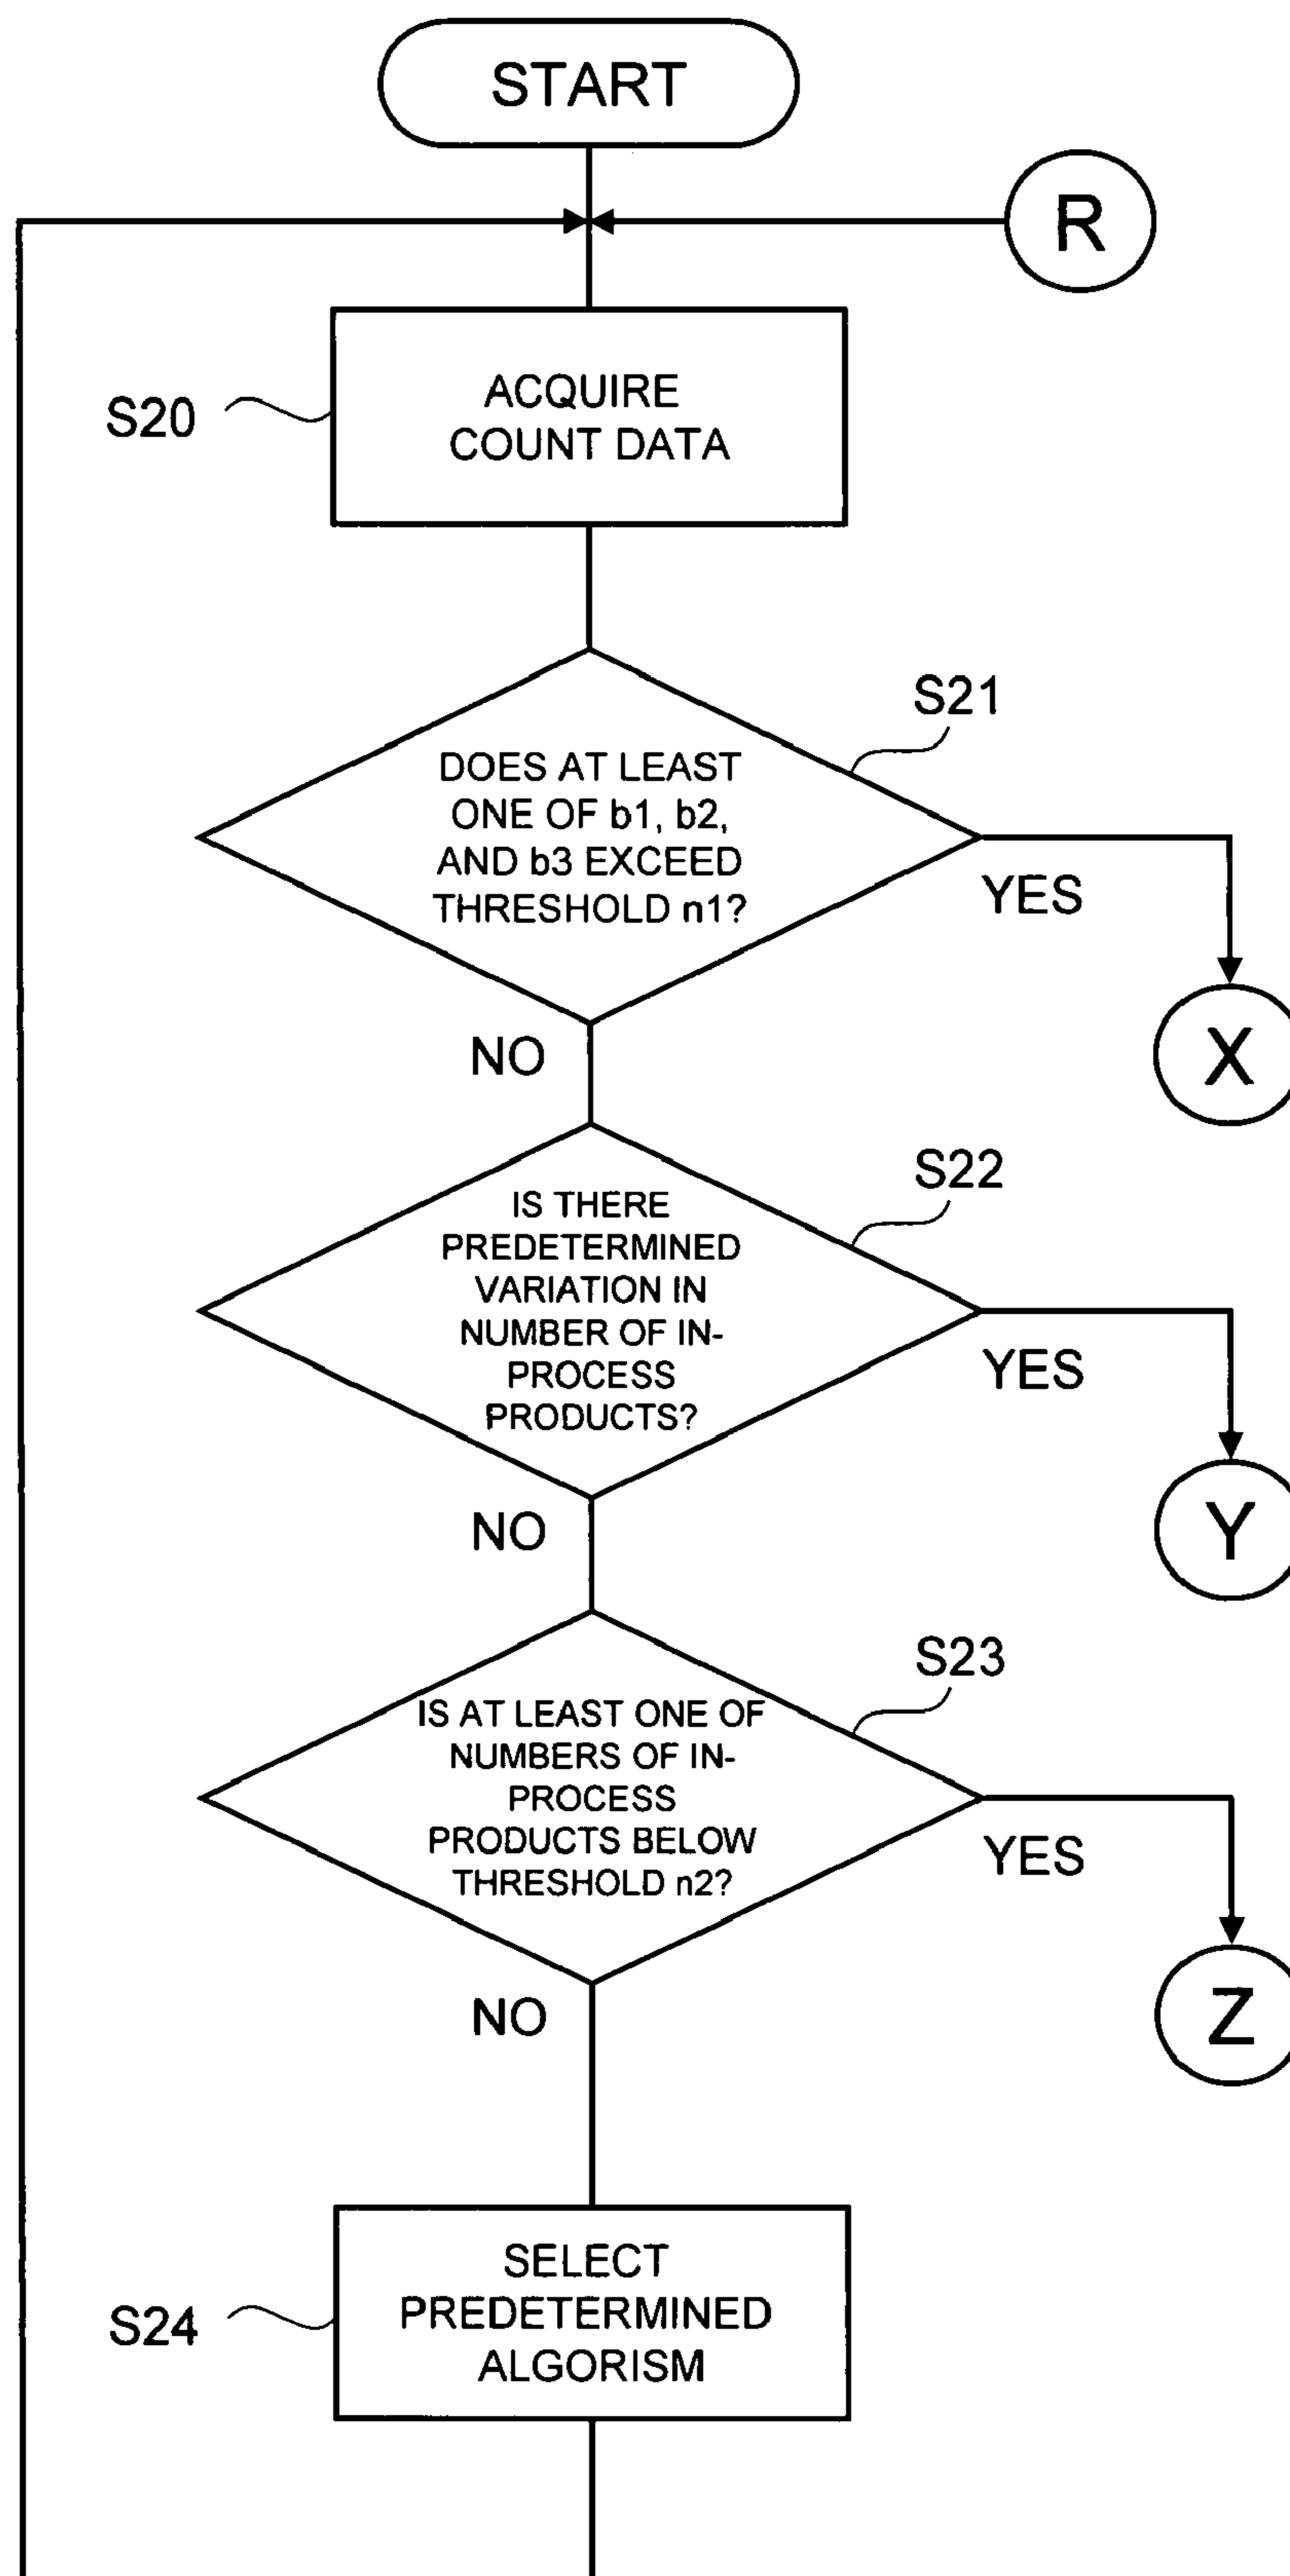 START
R
S20
ACQUIRE
COUNT DATA
S21
DOES AT LEAST
ONE OF b1, b2,
AND b3 EXCEED
THRESHOLD n1?
YES
X
NO
S22
IS THERE
PREDETERMINED
VARIATION IN
NUMBER OF IN-
PROCESS
PRODUCTS?
YES
Y
NO
S23
IS AT LEAST ONE OF
NUMBERS OF IN-
PROCESS
PRODUCTS BELOW
THRESHOLD n2?
YES
Z
NO
S24
SELECT
PREDETERMINED
ALGORISM